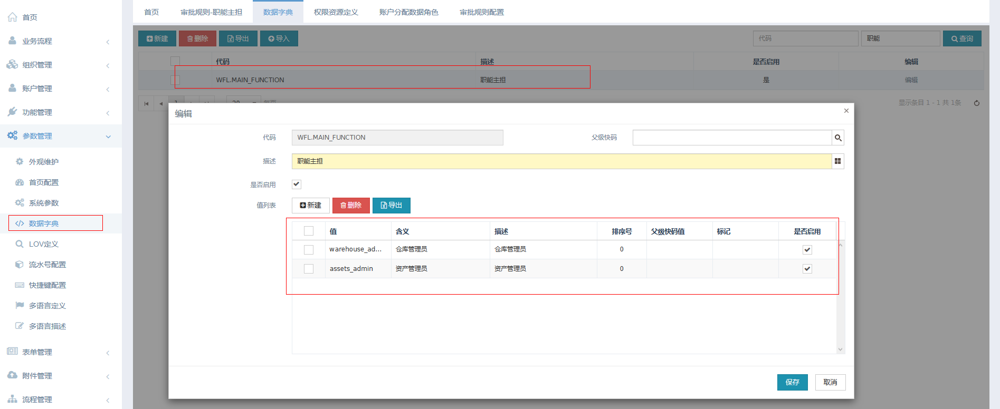 首页
业务流程
组织管理
账户管理
功能管理
参数管理
外观维护
首页配置
系统参数
数据字典
LOV定义
流水号配置
快捷键配置
多语言定义
多语言描述
表单管理
附件管理
流程管理
首页 审批规则-职能主担 数据字典 权限资源定义 账户分配数据角色 审批规则配置
新建 删除 导出 导入 代码 职能 查询
代码 描述 是否启用 编辑
WFL.MAIN_FUNCTION 职能主担 是 编辑
显示条目 1 - 1 共 1条
编辑
代码 WFL.MAIN_FUNCTION 父级快码
描述 职能主担
是否启用
值列表 新建 删除 导出
值 含义 描述 排序号 父级快码值 标记 是否启用
warehouse_ad... 仓库管理员 仓库管理员 0
assets_admin 资产管理员 资产管理员 0
保存 取消